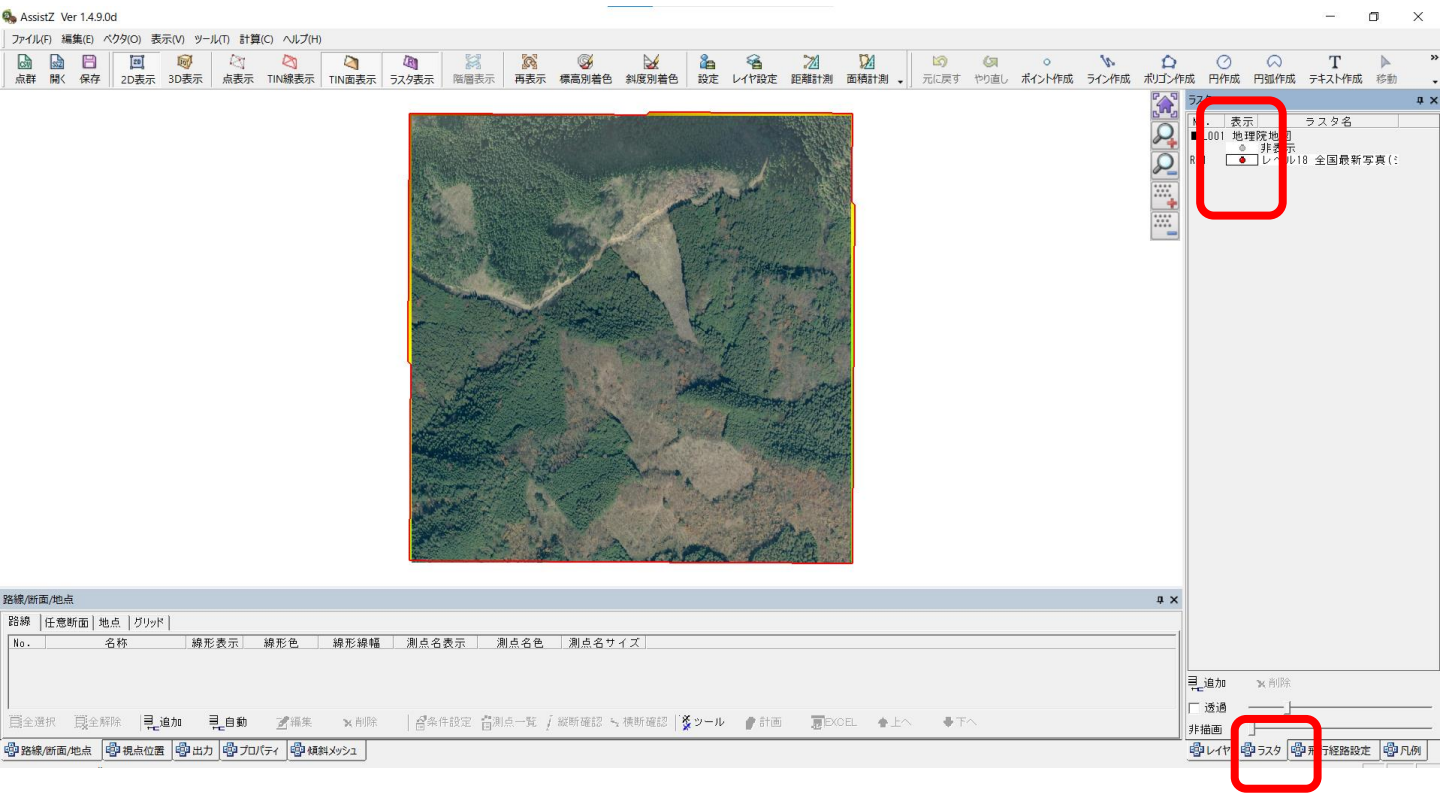 AssistZ Ver 1.4.9.0d
ファイル(F) 編集(E) ベクタ(O) 表示(V) ツール(T) 計算(C) ヘルプ(H)
点群 開く 保存 2D表示 3D表示 点表示 TIN線表示 TIN面表示 ラスタ表示 階層表示 再表示 標高別着色 斜度別着色 設定 レイヤ設定 距離計測 面積計測 元に戻す やり直し ポイント作成 ライン作成 ポリゴン作成 円作成 円弧作成 テキスト作成 移動
表示 ラスタ名
L001 地理院地図
非表示
レベル18 全国最新写真(
路線/断面/地点
路線 任意断面 地点 グリッド
No. 名称 線形表示 線形色 線形線幅 測点名表示 測点名色 測点名サイズ
追加 削除
透過
非描画
全選択 全解除 追加 自動 編集 削除 条件設定 測点一覧 縦断確認 横断確認 ツール 計画 EXCEL 上へ 下へ
路線/断面/地点 視点位置 出力 プロパティ 傾斜メッシュ
レイヤ ラスタ 飛行経路設定 凡例